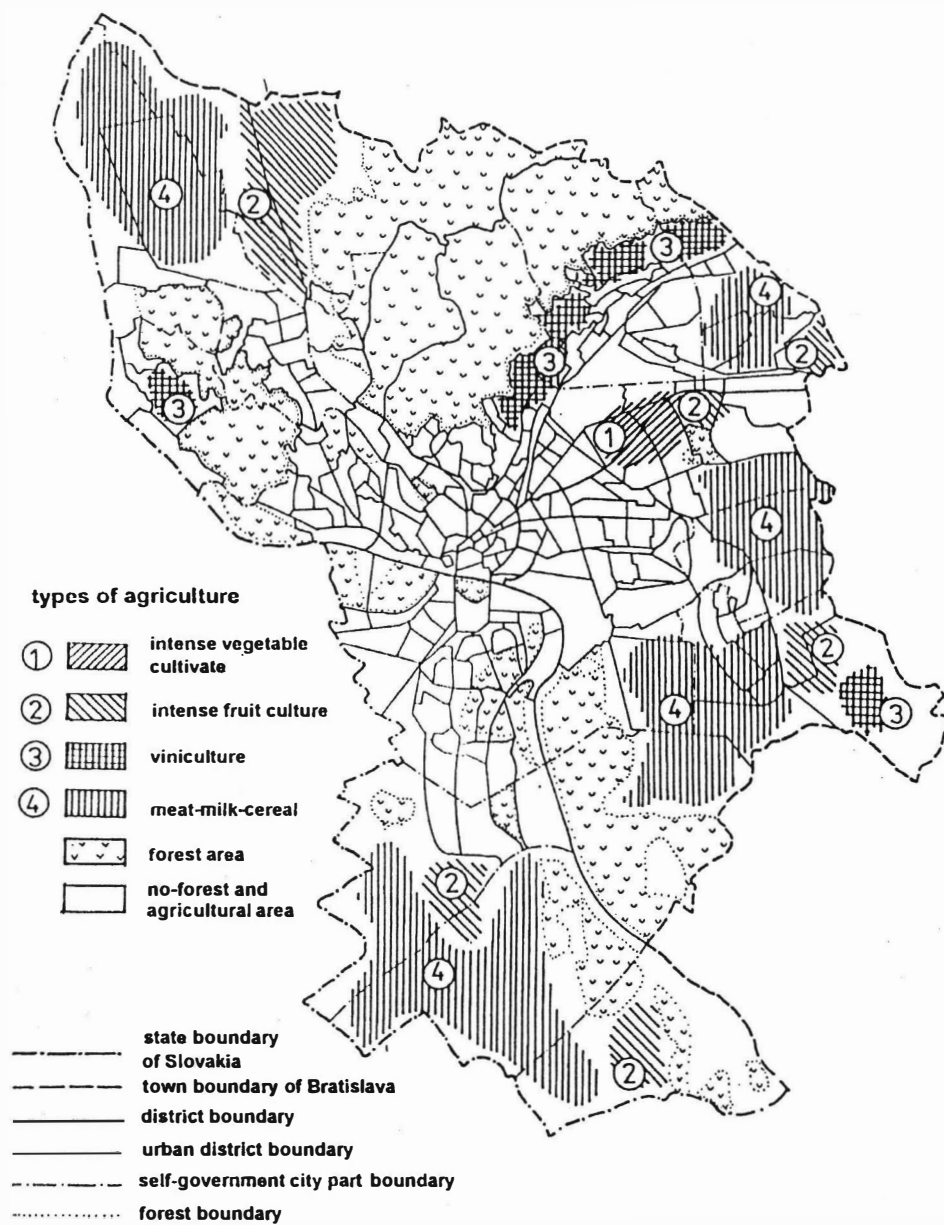 4
2
3
4
3
2
3
2
1
4
types of agriculture
1 intense vegetable
cultivate
2 intense fruit culture
3 viniculture
4 meat-milk-cereal
forest area
no-forest and
agricultural area
2
4
3
2
4
2
state boundary
of Slovakia
town boundary of Bratislava
district boundary
urban district boundary
self-government city part boundary
forest boundary